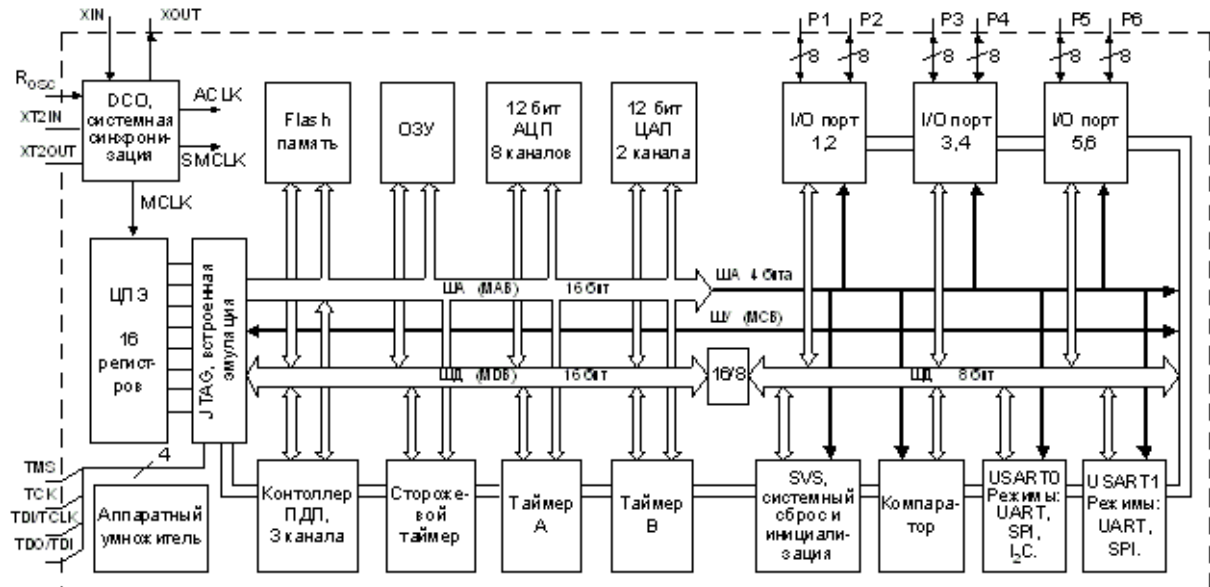 XIN
XOUT
P1
P2
P3
P4
P5
P6
8
8
8
8
8
8
ROSC
XT2IN
XT2OUT
DCO,
системная
синхрони-
зация
ACLK
SMCLK
MCLK
Flash
память
ОЗУ
12 бит
АЦП
8 каналов
12 бит
ЦАП
2 канала
I/O порт
1,2
I/O порт
3,4
I/O порт
5,6
ЦПЭ
16
регист-
ров
JTAG, встроенная
эмуляция
ША (MAB) 16 бит
ША 4 бита
ШУ (MCB)
ШД (MDB) 16 бит
16/8
ШД 8 бит
TMS
TCK
TDI/TCLK
TDO/TDI
4
Аппаратный
умножитель
Контоллер
ПДП,
3 канала
Стороже-
вой
таймер
Таймер
А
Таймер
В
SVS,
системный
сброс и
инициали-
зация
Компара-
тор
USART0
Режимы:
UART,
SPI,
I2C.
USART1
Режимы:
UART,
SPI.